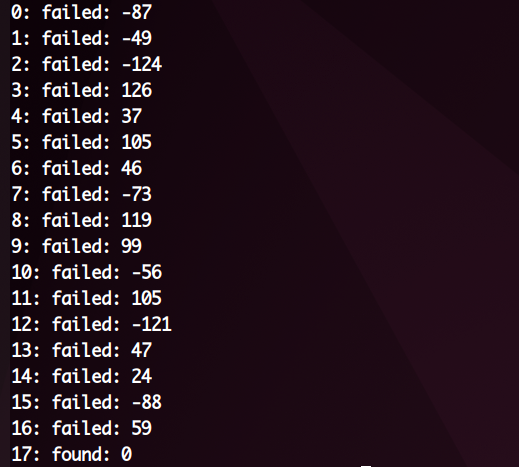 0: failed: -87
1: failed: -49
2: failed: -124
3: failed: 126
4: failed: 37
5: failed: 105
6: failed: 46
7: failed: -73
8: failed: 119
9: failed: 99
10: failed: -56
11: failed: 105
12: failed: -121
13: failed: 47
14: failed: 24
15: failed: -88
16: failed: 59
17: found: 0